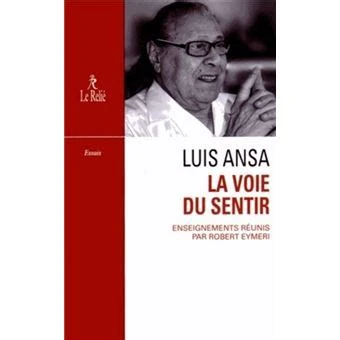 Le Relié
Essais
LUIS ANSA
LA VOIE
DU SENTIR
ENSEIGNEMENTS RÉUNIS
PAR ROBERT EYMERI